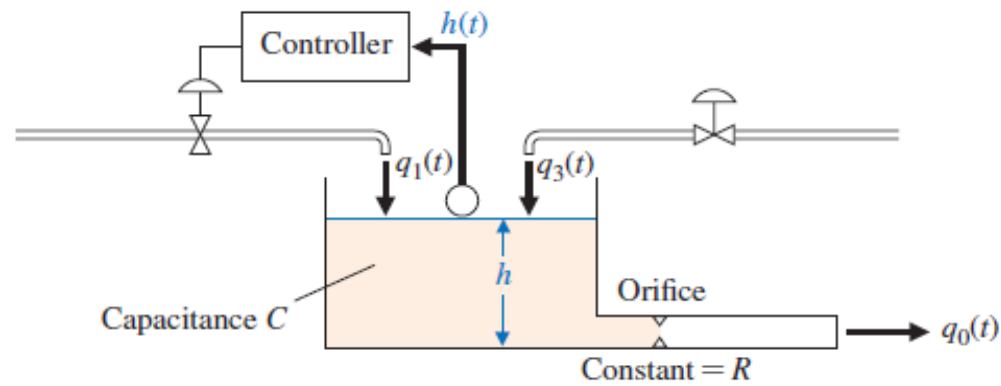 h(t)
Controller
q₁(t)
q₃(t)
h
Orifice
Capacitance C
q₀(t)
Constant = R